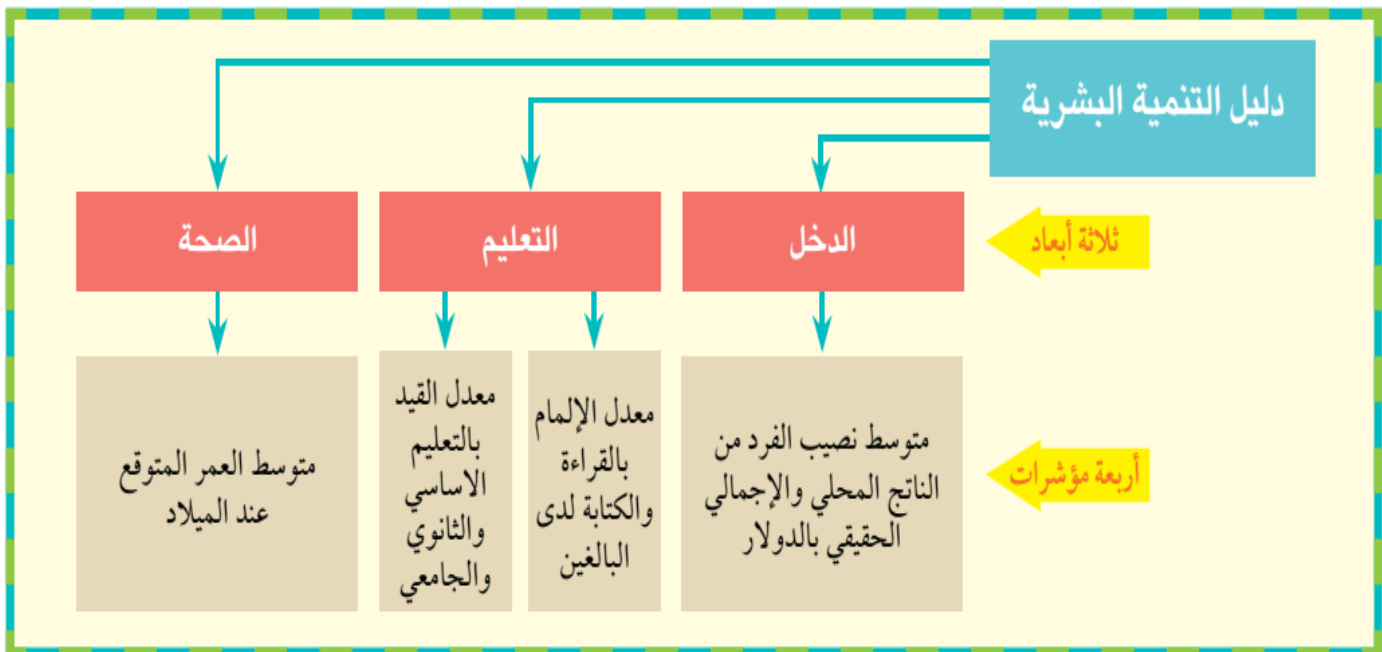 دليل التنمية البشرية
ثلاثة أبعاد
الدخل
التعليم
الصحة
أربعة مؤشرات
متوسط نصيب الفرد من
الناتج المحلي والإجمالي
الحقيقي بالدولار
معدل الإلمام
بالقراءة
والكتابة لدى
البالغين
معدل القيد
بالتعليم
الاساسي
والثانوي
والجامعي
متوسط العمر المتوقع
عند الميلاد